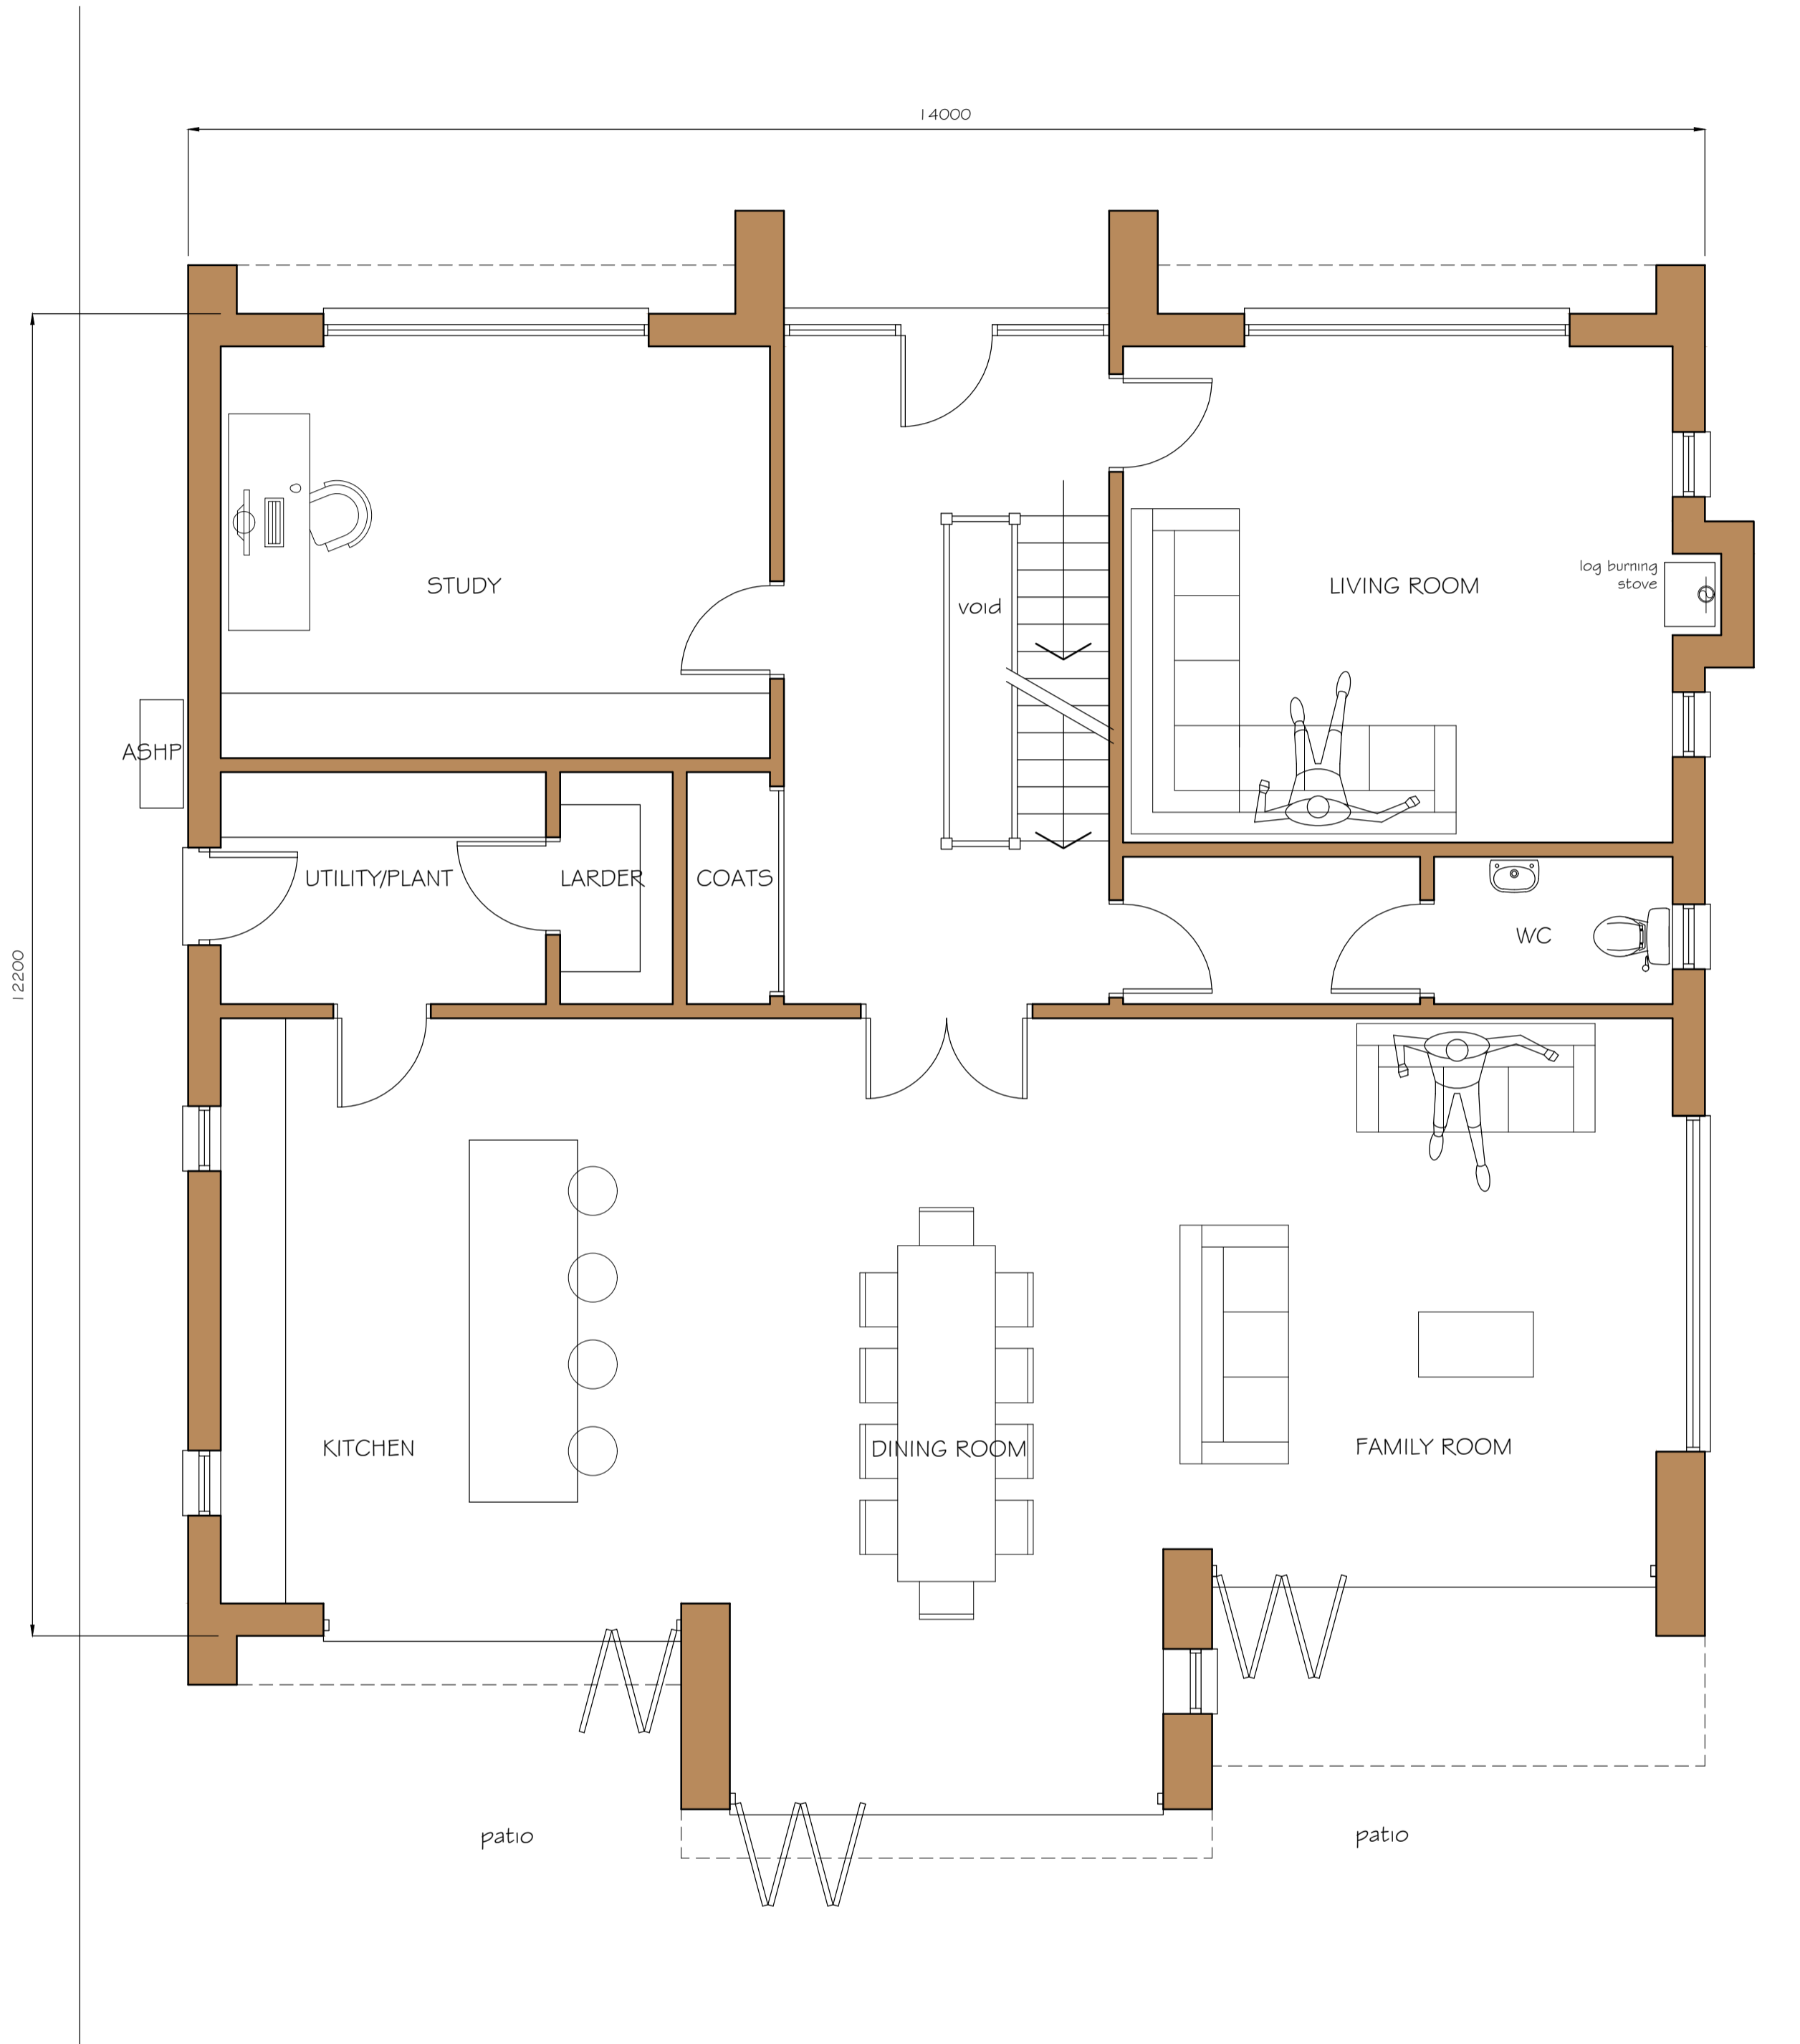 14000
STUDY
void
LIVING ROOM
log burning
stove
ASHP
UTILITY/PLANT
LARDER
COATS
WC
12200
KITCHEN
DINING ROOM
FAMILY ROOM
patio
patio